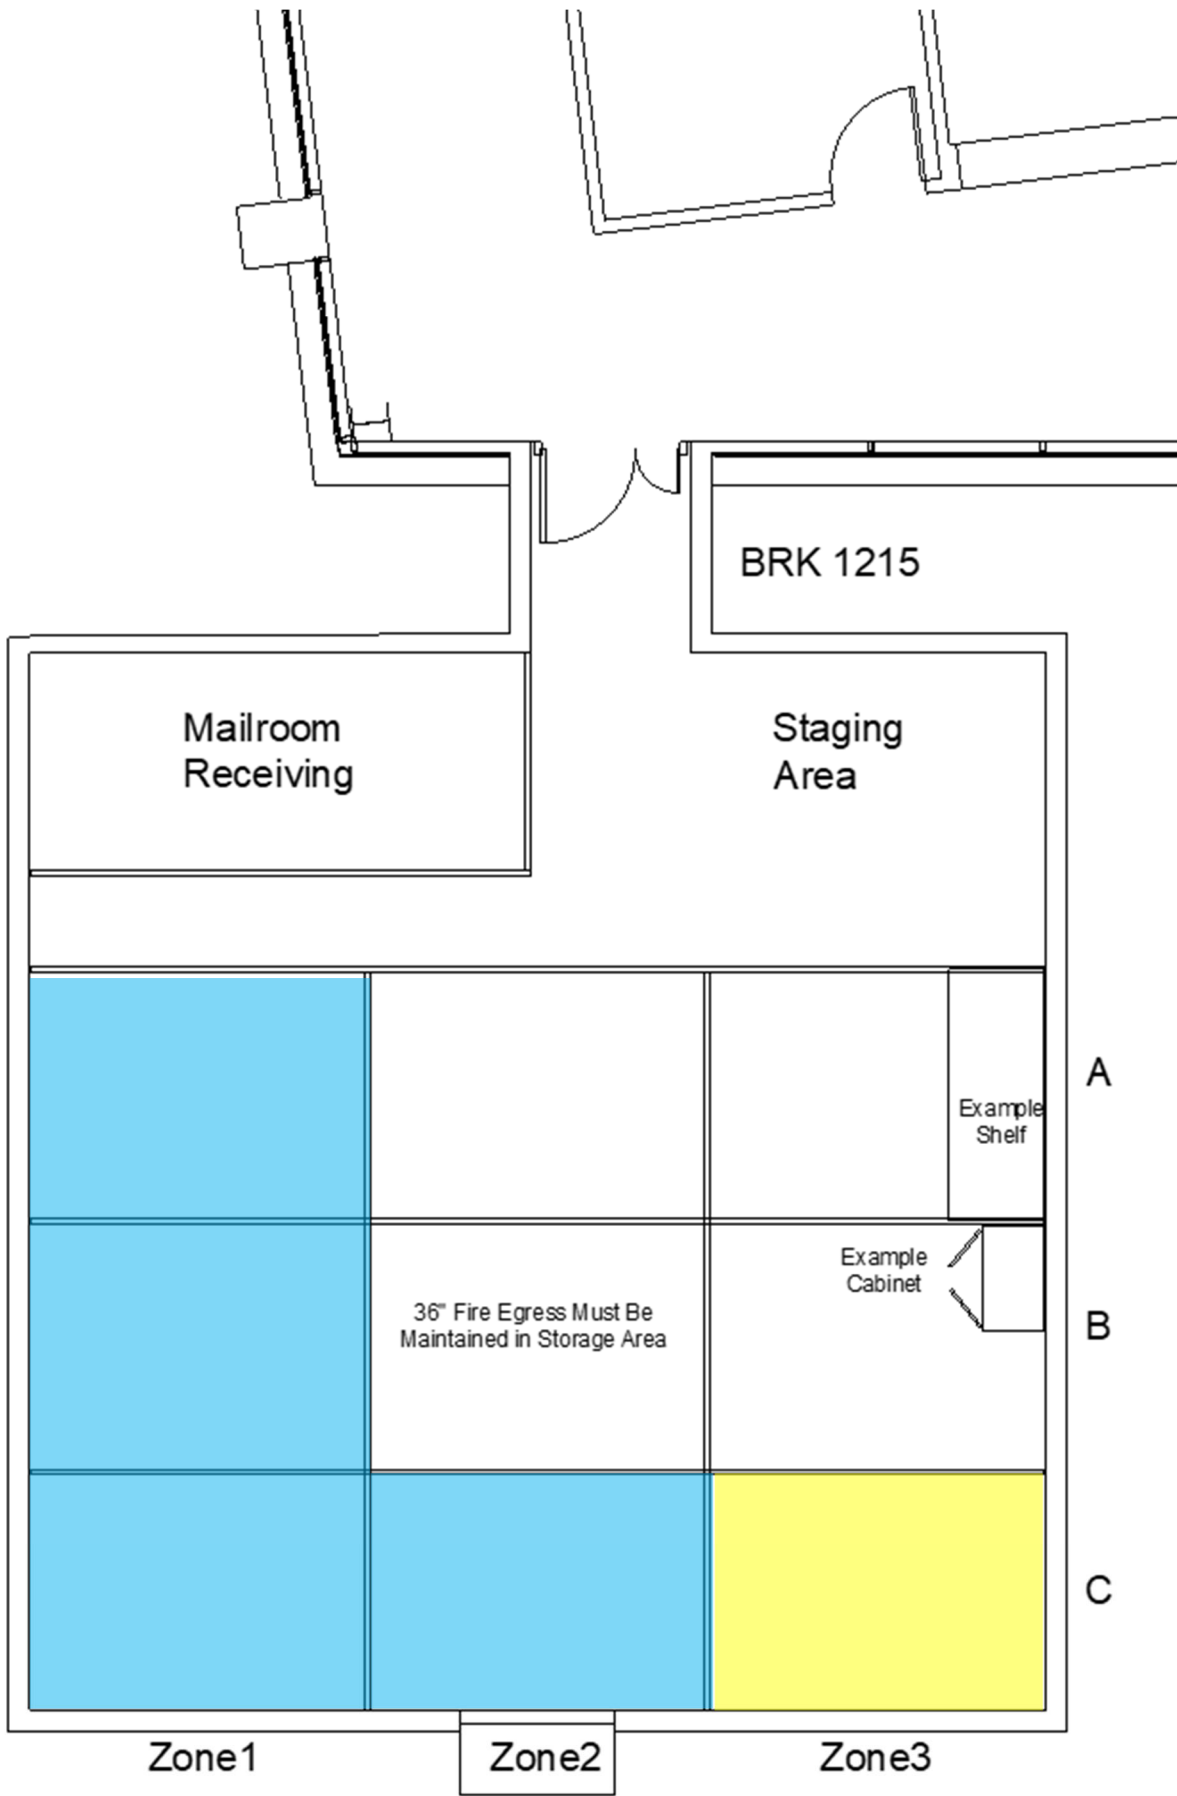 BRK 1215
Mailroom
Receiving
Staging
Area
A
Example
Shelf
Example
Cabinet
36" Fire Egress Must Be
Maintained in Storage Area
B
C
Zone1
Zone2
Zone3